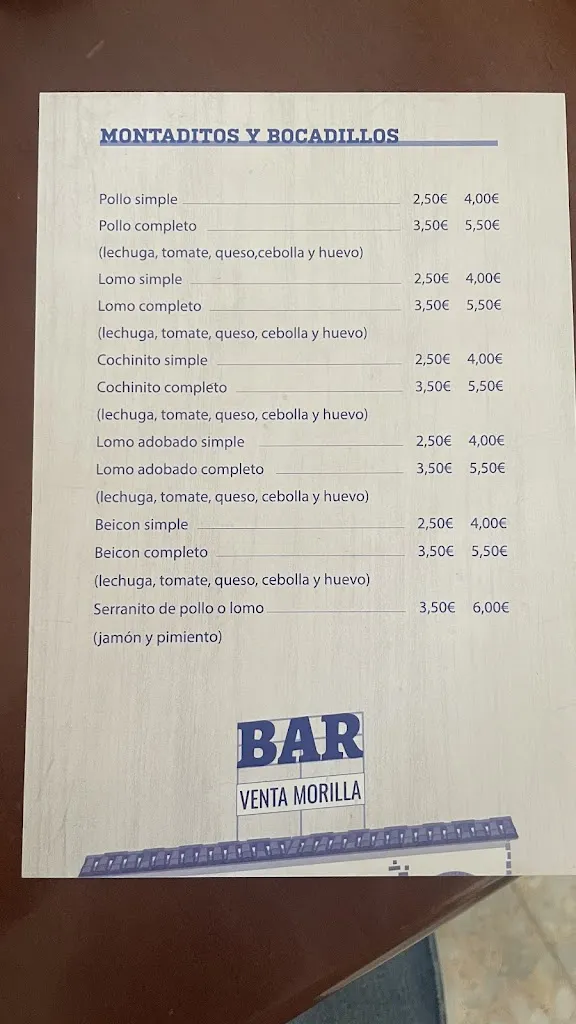 MONTADITOS Y BOCADILLOS
Pollo simple 2,50€ 4,00€
Pollo completo 3,50€ 5,50€
(lechuga, tomate, queso,cebolla y huevo)
Lomo simple 2,50€ 4,00€
Lomo completo 3,50€ 5,50€
(lechuga, tomate, queso, cebolla y huevo)
Cochinito simple 2,50€ 4,00€
Cochinito completo 3,50€ 5,50€
(lechuga, tomate, queso, cebolla y huevo)
Lomo adobado simple 2,50€ 4,00€
Lomo adobado completo 3,50€ 5,50€
(lechuga, tomate, queso, cebolla y huevo)
Beicon simple 2,50€ 4,00€
Beicon completo 3,50€ 5,50€
(lechuga, tomate, queso, cebolla y huevo)
Serranito de pollo o lomo 3,50€ 6,00€
(jamón y pimiento)
BAR
VENTA MORILLA